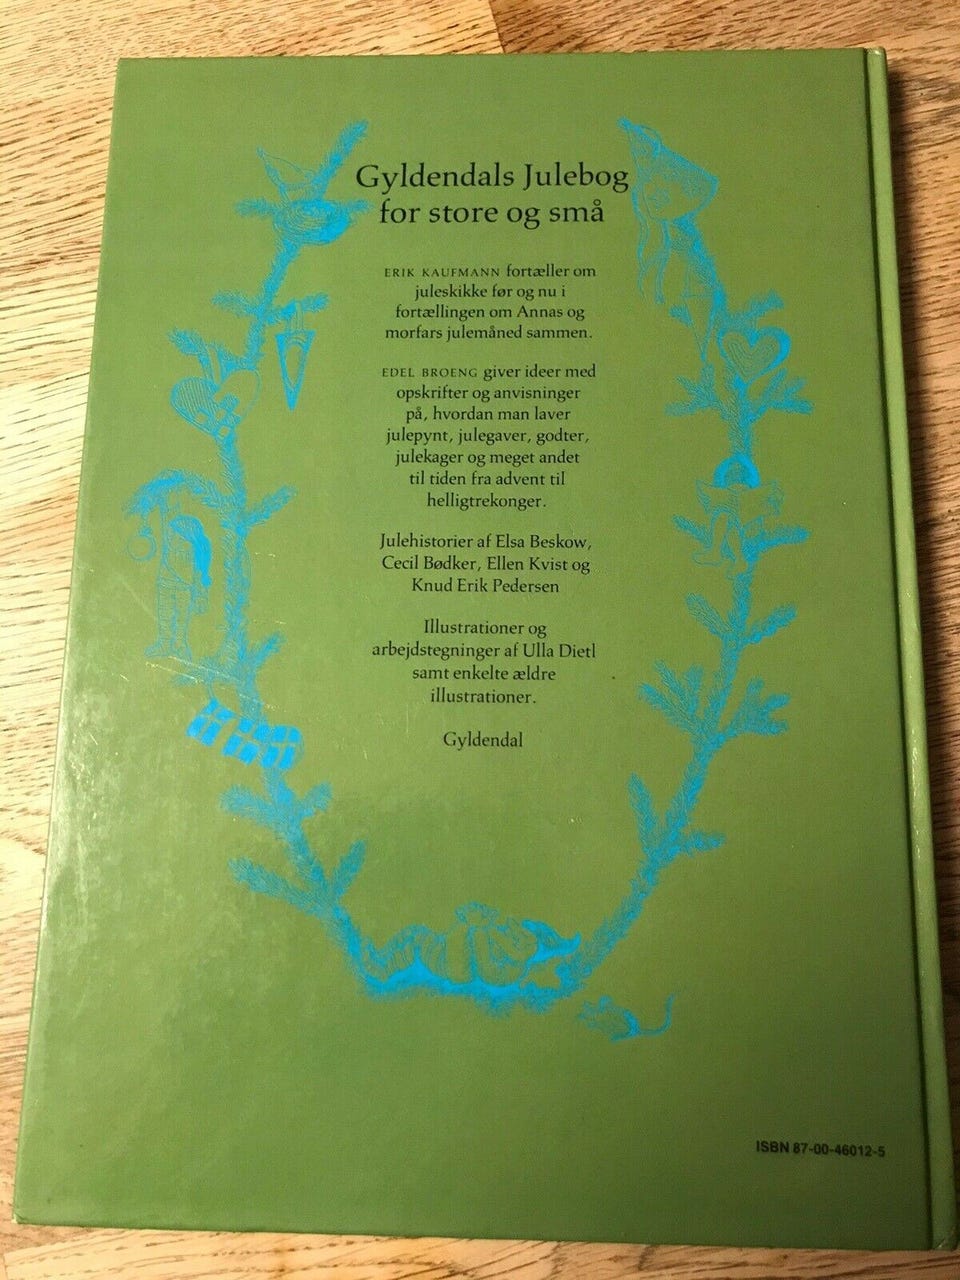 Gyldendals Julebog
for store og små
ERIK KAUFMANN fortæller om
juleskikke før og nu i
fortællingen om Annas og
morfars julemåned sammen.
EDEL BROENG giver ideer med
opskrifter og anvisninger
på, hvordan man laver
julepynt, julegaver, godter,
julekager og meget andet
til tiden fra advent til
helligtrekonger.
Julehistorier af Elsa Beskow,
Cecil Bødker, Ellen Kvist og
Knud Erik Pedersen
Illustrationer og
arbejdstegninger af Ulla Dietl
samt enkelte ældre
illustrationer.
Gyldendal
ISBN 87-00-46012-5